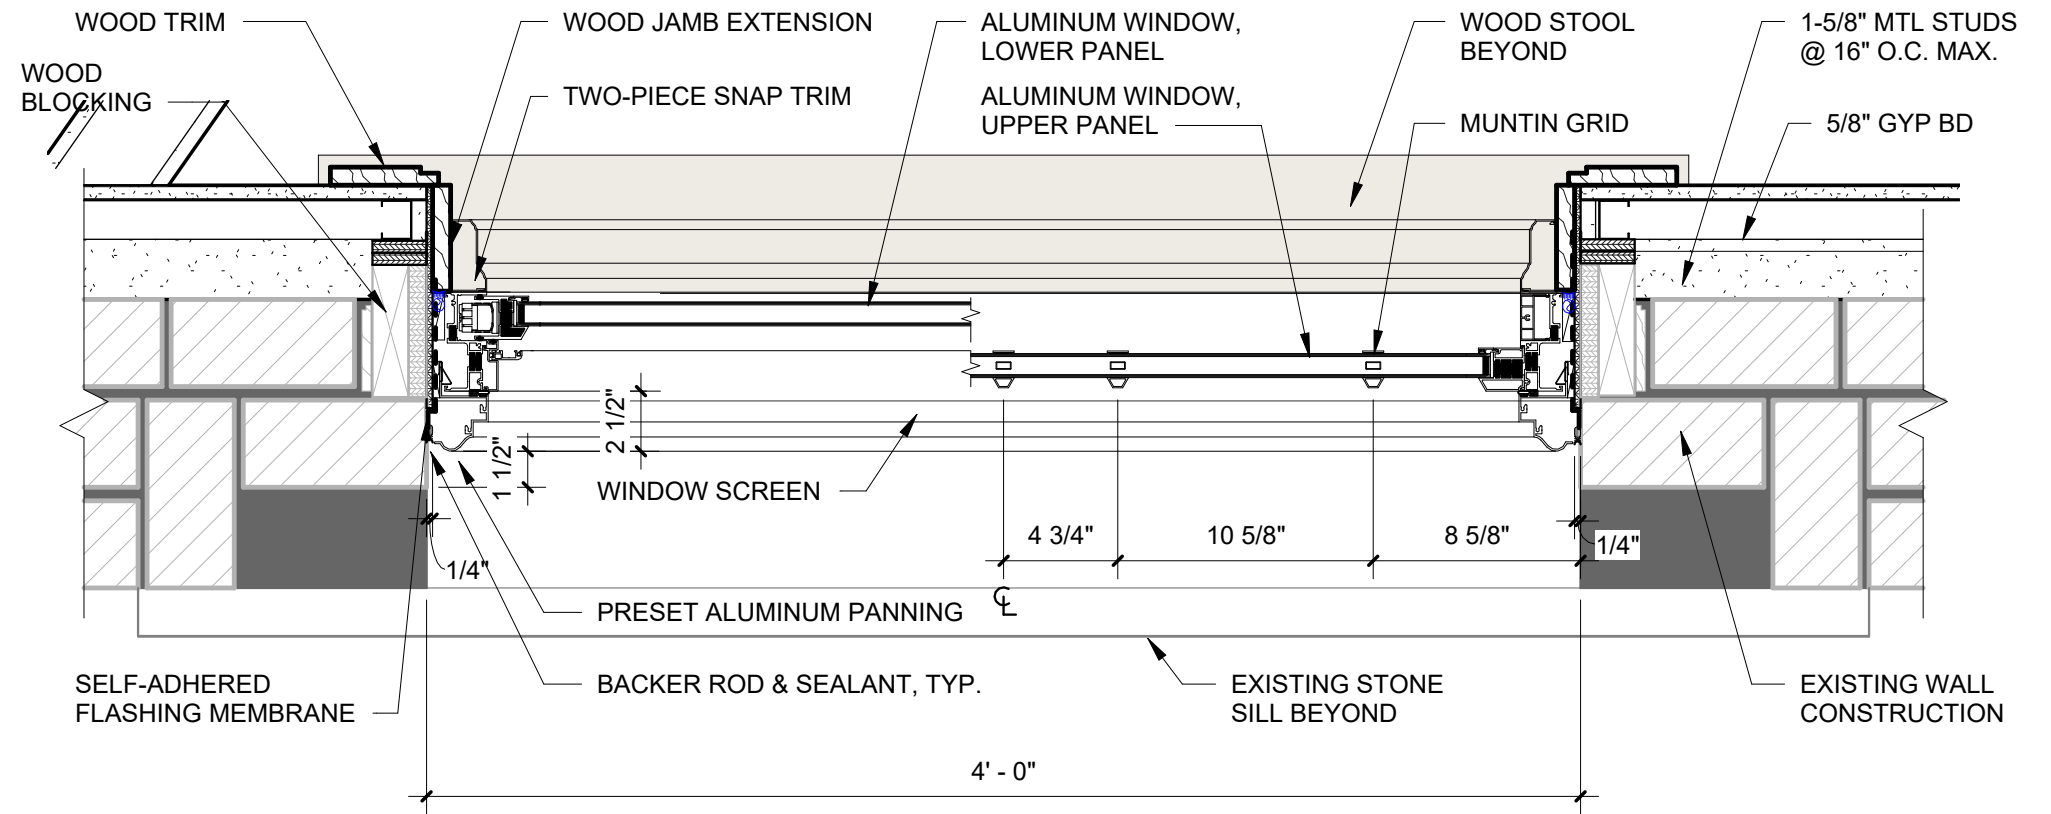 WOOD TRIM
WOOD JAMB EXTENSION
ALUMINUM WINDOW,
LOWER PANEL
WOOD STOOL
BEYOND
1-5/8" MTL STUDS
@ 16" O.C. MAX.
WOOD
BLOCKING
TWO-PIECE SNAP TRIM
ALUMINUM WINDOW,
UPPER PANEL
MUNTIN GRID
5/8" GYP BD
2 1/2"
1 1/2"
WINDOW SCREEN
4 3/4"
10 5/8"
8 5/8"
1/4"
1/4"
CL
PRESET ALUMINUM PANNING
SELF-ADHERED
FLASHING MEMBRANE
BACKER ROD & SEALANT, TYP.
EXISTING STONE
SILL BEYOND
EXISTING WALL
CONSTRUCTION
4' - 0"